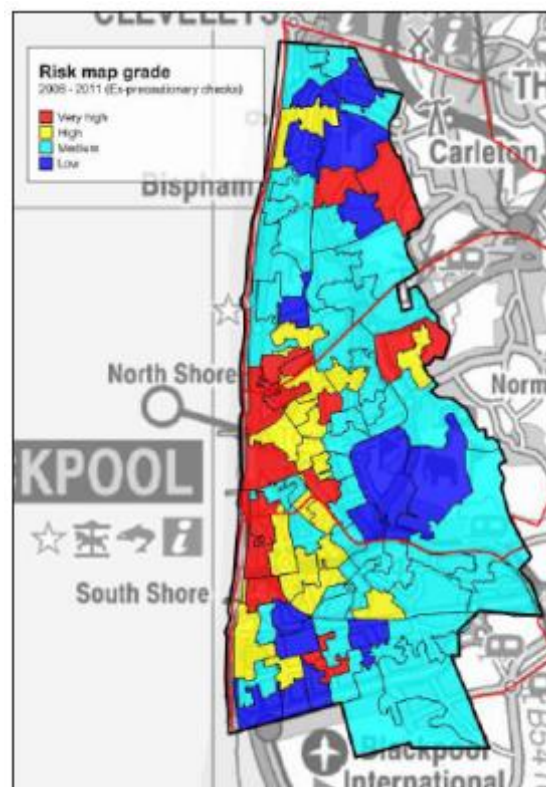 CLEVELEYS
Risk map grade
2008 - 2011 (Ex-precautionary checks)
Very high
High
Medium
Low
TH
Carleton
Bispham
North Shore
Norm
KPOOL
South Shore
B
Blackpool
International